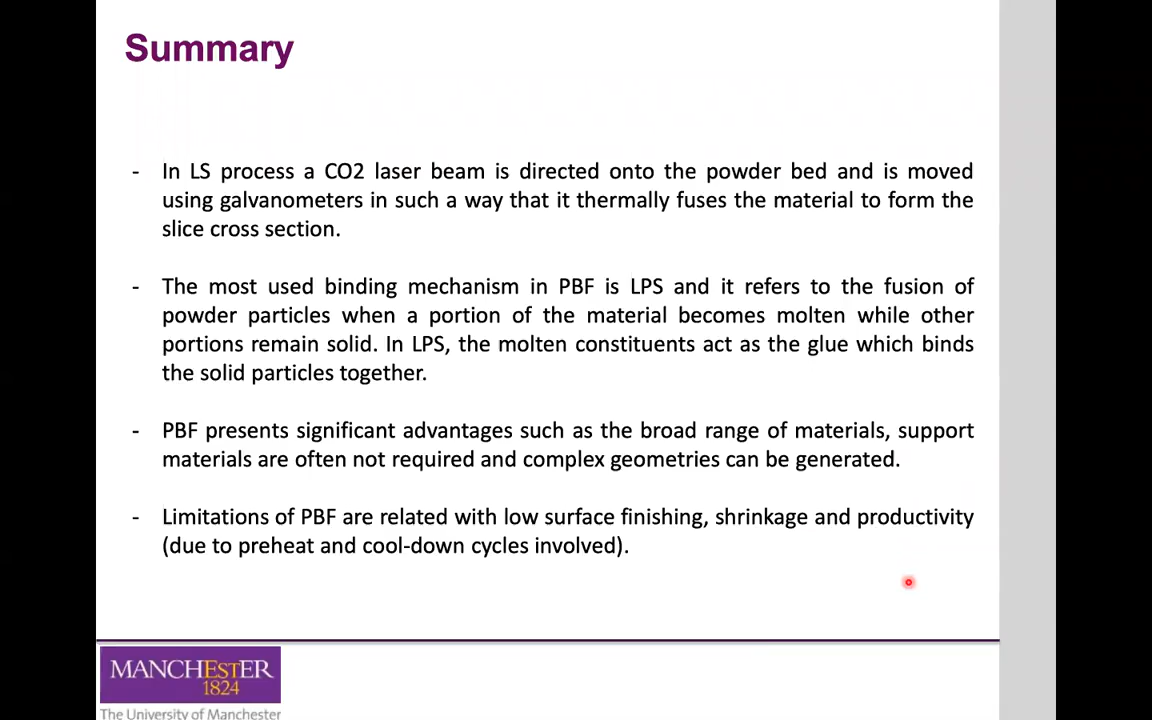 Summary
- In LS process a CO2 laser beam is directed onto the powder bed and is moved
using galvanometers in such a way that it thermally fuses the material to form the
slice cross section.
- The most used binding mechanism in PBF is LPS and it refers to the fusion of
powder particles when a portion of the material becomes molten while other
portions remain solid. In LPS, the molten constituents act as the glue which binds
the solid particles together.
- PBF presents significant advantages such as the broad range of materials, support
materials are often not required and complex geometries can be generated.
- Limitations of PBF are related with low surface finishing, shrinkage and productivity
(due to preheat and cool-down cycles involved).
MANCHESTER
1824
The University of Manchester